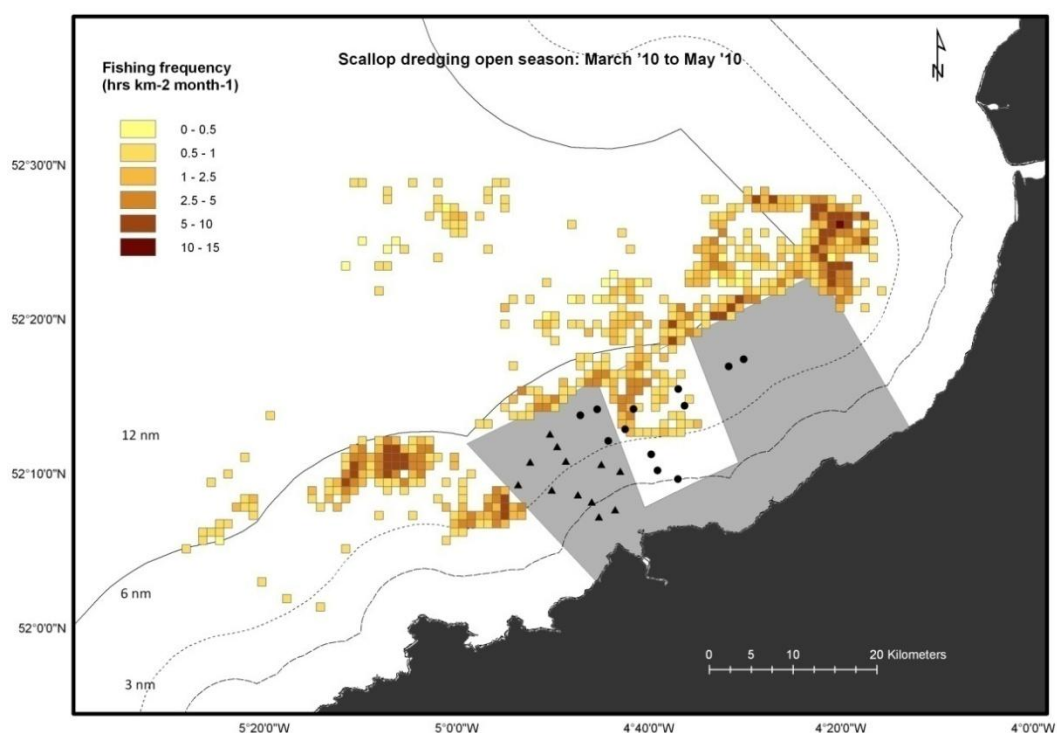 Scallop dredging open season: March '10 to May '10
N
Fishing frequency
(hrs km-2 month-1)
0 - 0.5
0.5 - 1
1 - 2.5
2.5 - 5
5 - 10
10 - 15
52°30'0"N
52°20'0"N
52°10'0"N
52°0'0"N
12 nm
6 nm
3 nm
0 5 10 20 Kilometers
5°20'0"W 5°0'0"W 4°40'0"W 4°20'0"W 4°0'0"W